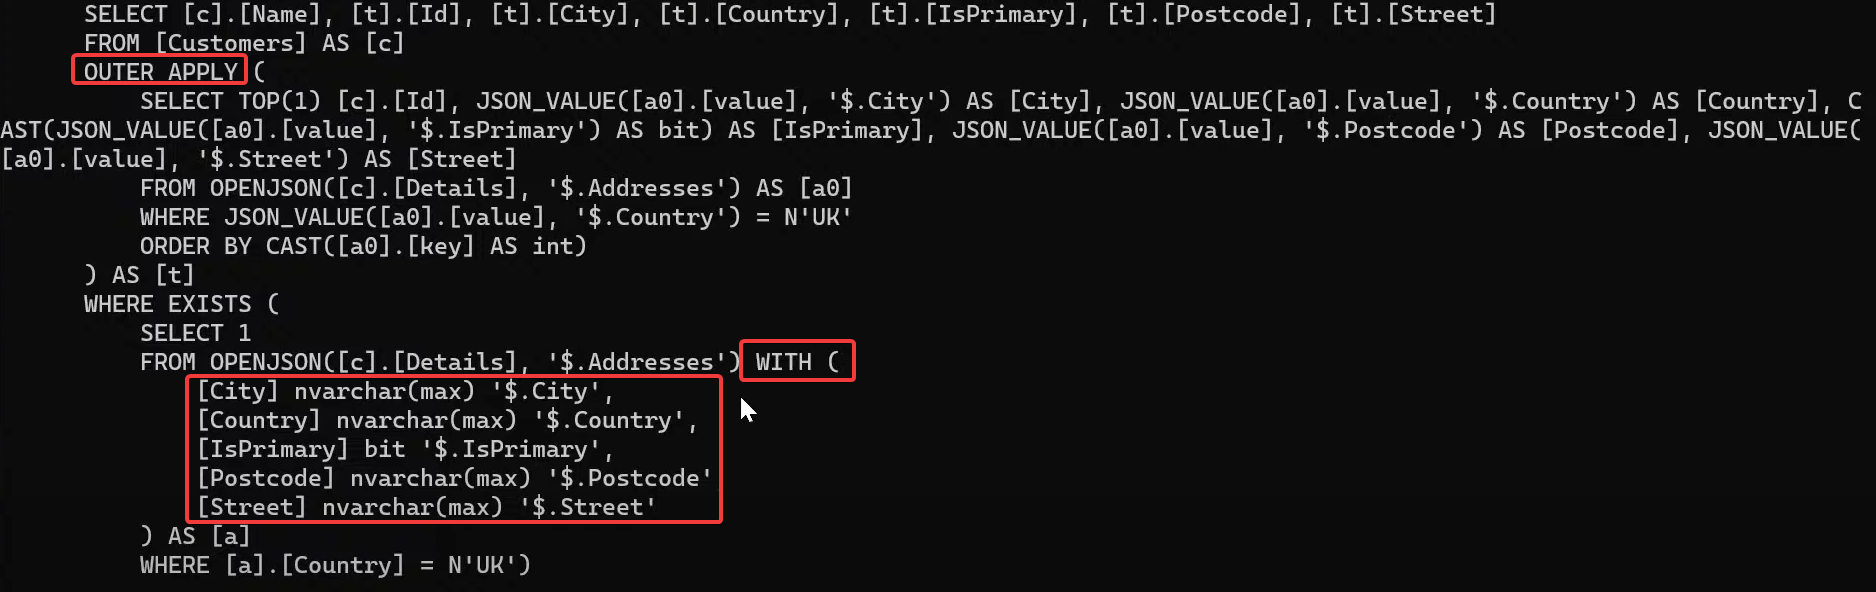 SELECT [c].[Name], [t].[Id], [t].[City], [t].[Country], [t].[IsPrimary], [t].[Postcode], [t].[Street]
FROM [Customers] AS [c]
OUTER APPLY (
SELECT TOP(1) [c].[Id], JSON_VALUE([a0].[value], '$.City') AS [City], JSON_VALUE([a0].[value], '$.Country') AS [Country], C
AST(JSON_VALUE([a0].[value], '$.IsPrimary') AS bit) AS [IsPrimary], JSON_VALUE([a0].[value], '$.Postcode') AS [Postcode], JSON_VALUE(
[a0].[value], '$.Street') AS [Street]
FROM OPENJSON([c].[Details], '$.Addresses') AS [a0]
WHERE JSON_VALUE([a0].[value], '$.Country') = N'UK'
ORDER BY CAST([a0].[key] AS int)
) AS [t]
WHERE EXISTS (
SELECT 1
FROM OPENJSON([c].[Details], '$.Addresses') WITH (
[City] nvarchar(max) '$.City',
[Country] nvarchar(max) '$.Country',
[IsPrimary] bit '$.IsPrimary',
[Postcode] nvarchar(max) '$.Postcode'
[Street] nvarchar(max) '$.Street'
) AS [a]
WHERE [a].[Country] = N'UK')